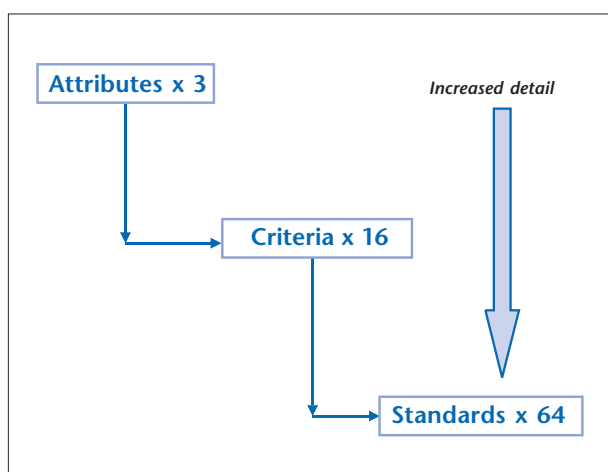 Attributes x 3
Increased detail
Criteria x 16
Standards x 64